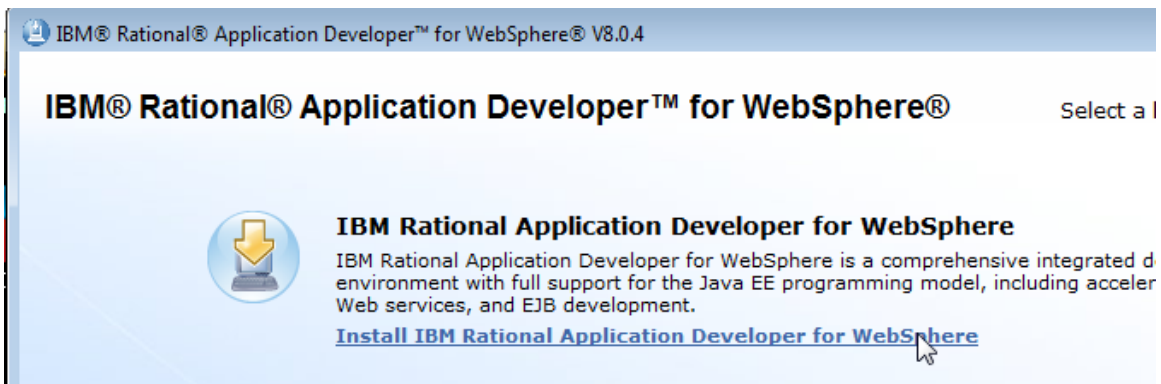 IBM® Rational® Application Developer™ for WebSphere® V8.0.4
IBM® Rational® Application Developer™ for WebSphere® Select a
IBM Rational Application Developer for WebSphere
IBM Rational Application Developer for WebSphere is a comprehensive integrated
environment with full support for the Java EE programming model, including
Web services, and EJB development.
Install IBM Rational Application Developer for WebSphere